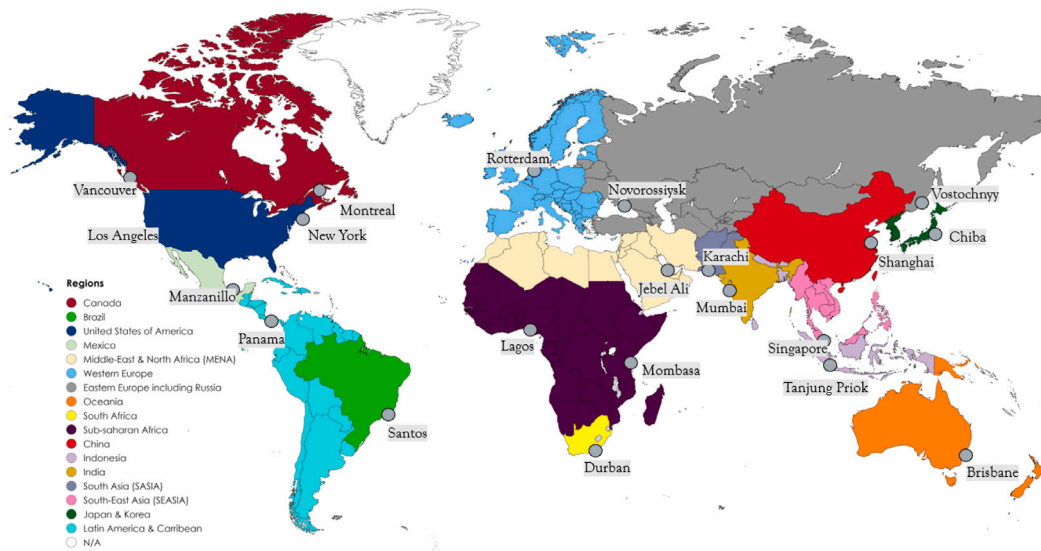 Rotterdam
Vancouver
Novorossiysk
Vostochnyy
Montreal
Los Angeles
New York
Chiba
Karachi
Shanghai
Regions
Canada
Brazil
United States of America
Mexico
Middle-East & North Africa (MENA)
Western Europe
Eastern Europe including Russia
Oceania
South Africa
Sub-saharan Africa
China
Indonesia
India
South Asia (SASIA)
South-East Asia (SEASIA)
Japan & Korea
Latin America & Carribean
N/A
Manzanillo
Jebel Ali
Mumbai
Panama
Lagos
Singapore
Mombasa
Tanjung Priok
Santos
Durban
Brisbane